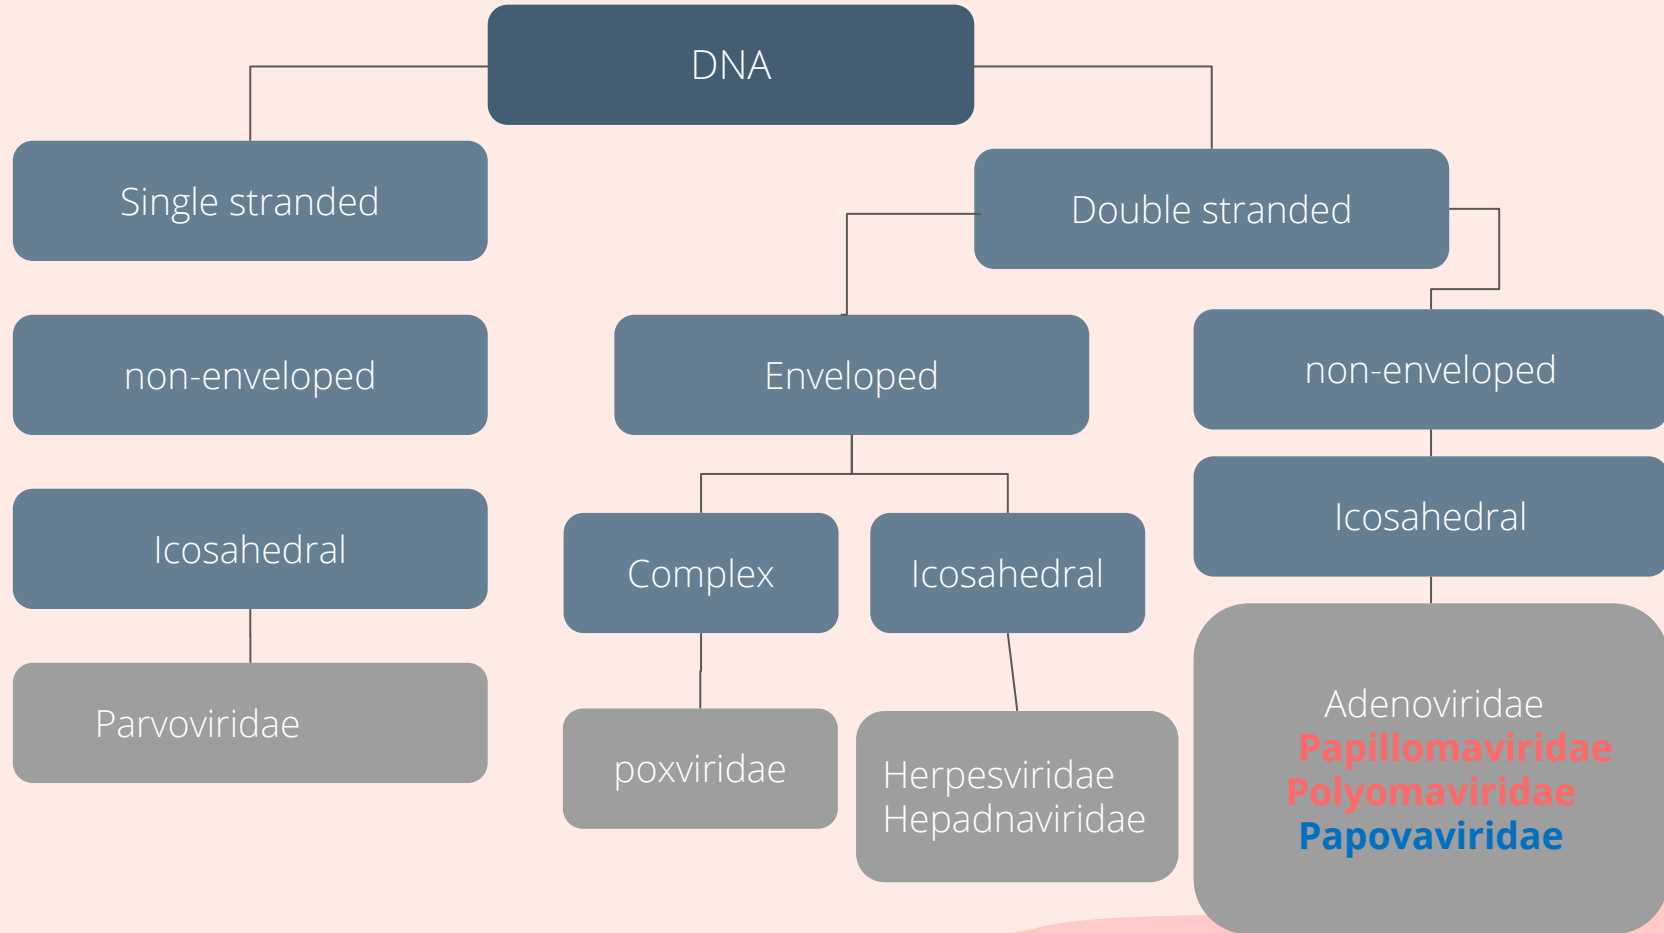 DNA
Single stranded
Double stranded
non-enveloped
Enveloped
non-enveloped
Icosahedral
Complex
Icosahedral
Icosahedral
Parvoviridae
poxviridae
Herpesviridae
Hepadnaviridae
Adenoviridae
Papillomaviridae
Polyomaviridae
Papovaviridae